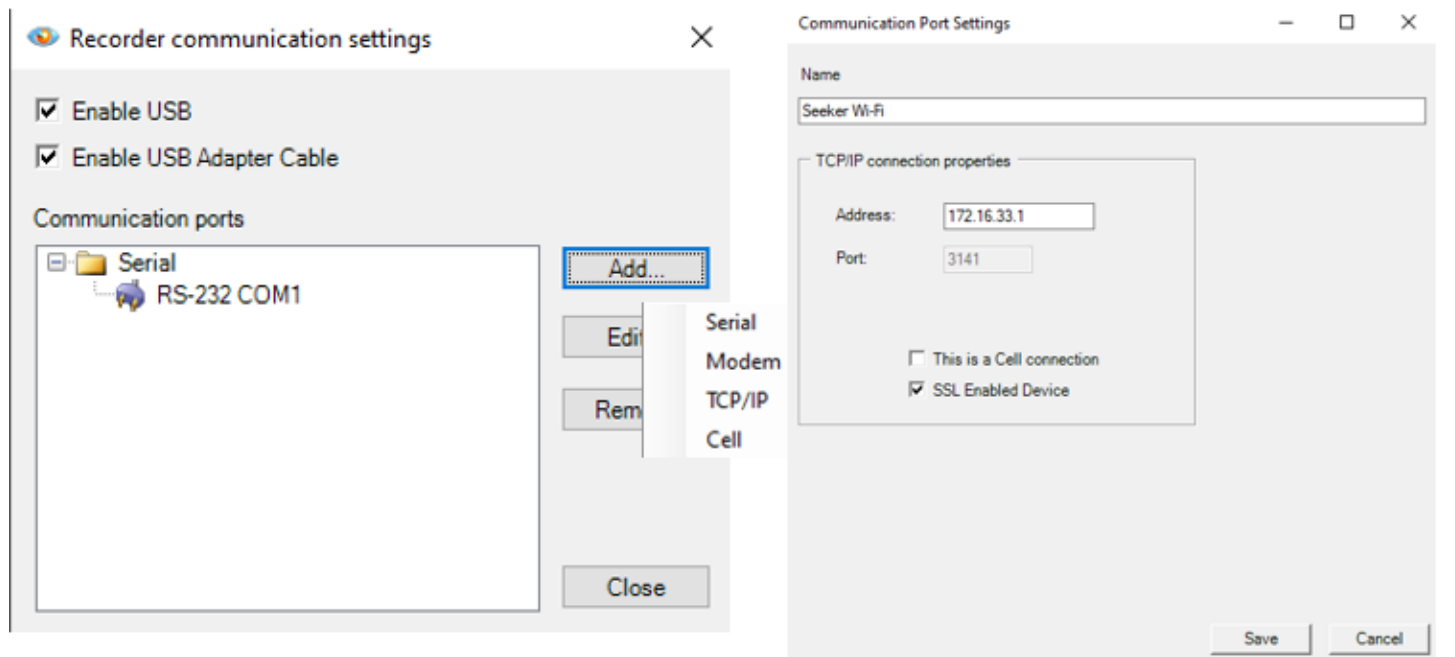 Recorder communication settings
Enable USB
Enable USB Adapter Cable
Communication ports
Serial
RS-232 COM1
Add...
Edi
Rem
Serial
Modem
TCP/IP
Cell
Close
Communication Port Settings
Name
Seeker Wi-Fi
TCP/IP connection properties
Address: 172.16.33.1
Port: 3141
This is a Cell connection
SSL Enabled Device
Save Cancel